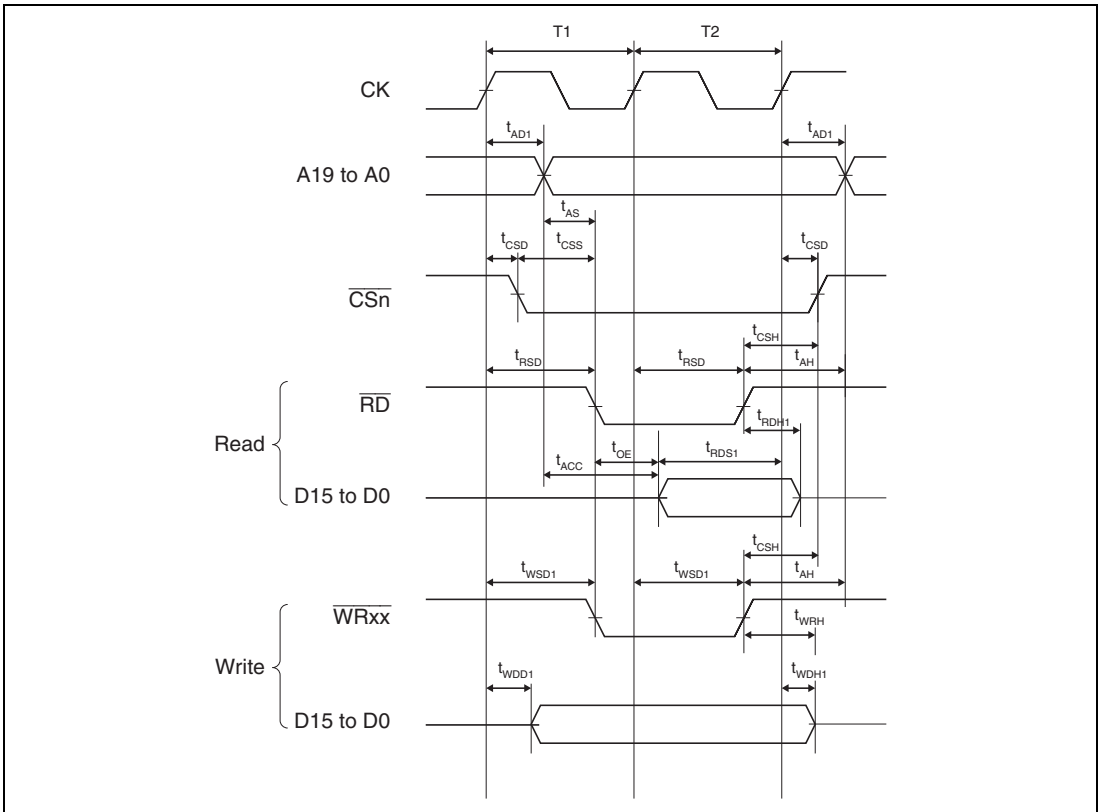 T1 T2
CK
tAD1 tAD1
A19 to A0
tAS
tCSD tCSS tCSD
CSn
tCSH
tRSD tRSD tAH
RD
tRDH1
Read
tOE tRDS1
tACC
D15 to D0
tCSH
tWSD1 tWSD1 tAH
WRxx
tWRH
Write
tWDD1 tWDH1
D15 to D0